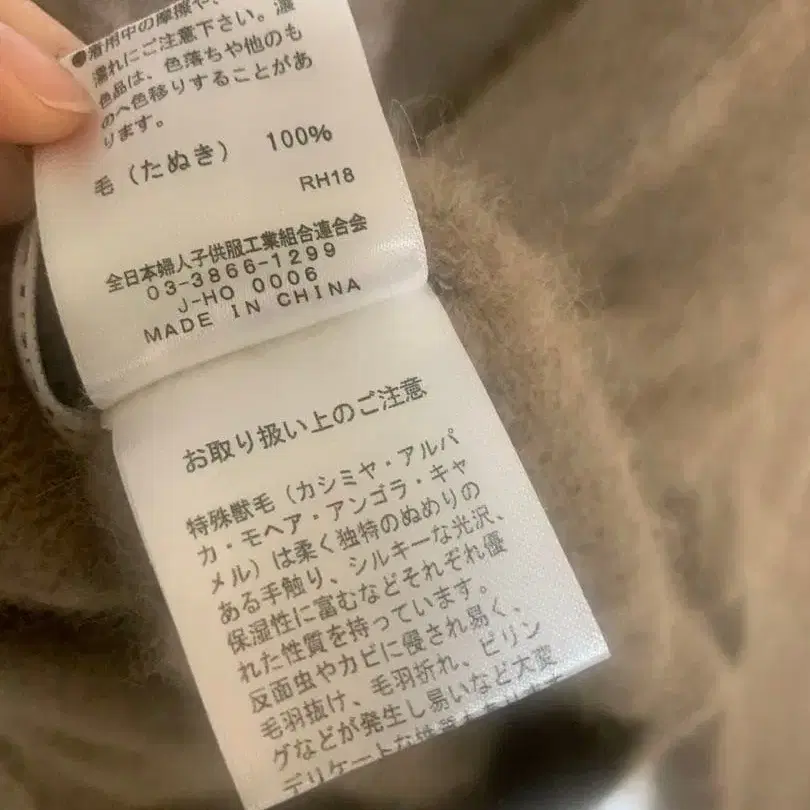 ●着用中の摩擦や、
濡れにご注意下さい。濃
色品は、色落ちや他のも
のへ色移りすることがあ
ります。
毛（たぬき） 100%
RH18
全日本婦人子供服工業組合連合会
03-3866-1299
J-HO 0006
MADE IN CHINA
お取り扱い上のご注意
特殊獣毛（カシミヤ・アルパ
カ・モヘア・アンゴラ・キャ
メル）は柔く独特のぬめりの
ある手触り、シルキーな光沢、
保湿性に富むなどそれぞれ優
れた性質を持っています。
反面虫やカビに侵され易く、
毛羽抜け、毛羽折れ、ピリン
グなどが発生し易いなど大変
デリケートな性質